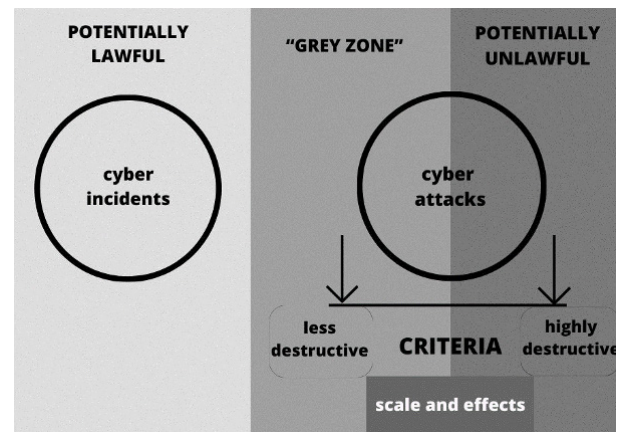 POTENTIALLY
LAWFUL
“GREY ZONE”
POTENTIALLY
UNLAWFUL
cyber
incidents
cyber
attacks
less
destructive
CRITERIA
highly
destructive
scale and effects